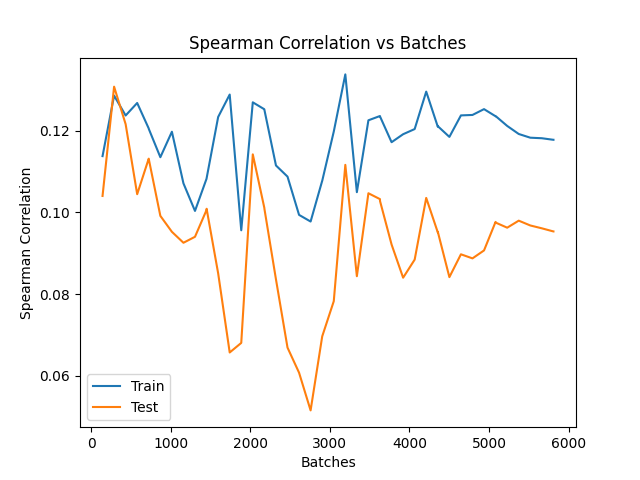 Spearman Correlation vs Batches
Spearman Correlation
0.12
0.10
0.08
0.06
Train
Test
0 1000 2000 3000 4000 5000 6000
Batches